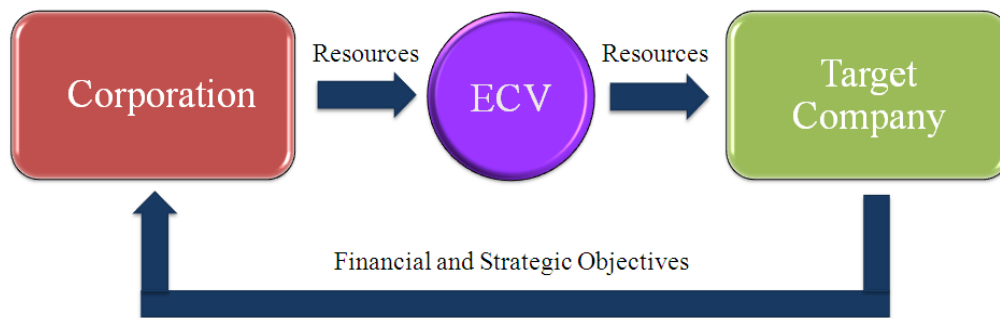 Resources
Resources
Corporation
ECV
Target
Company
Financial and Strategic Objectives